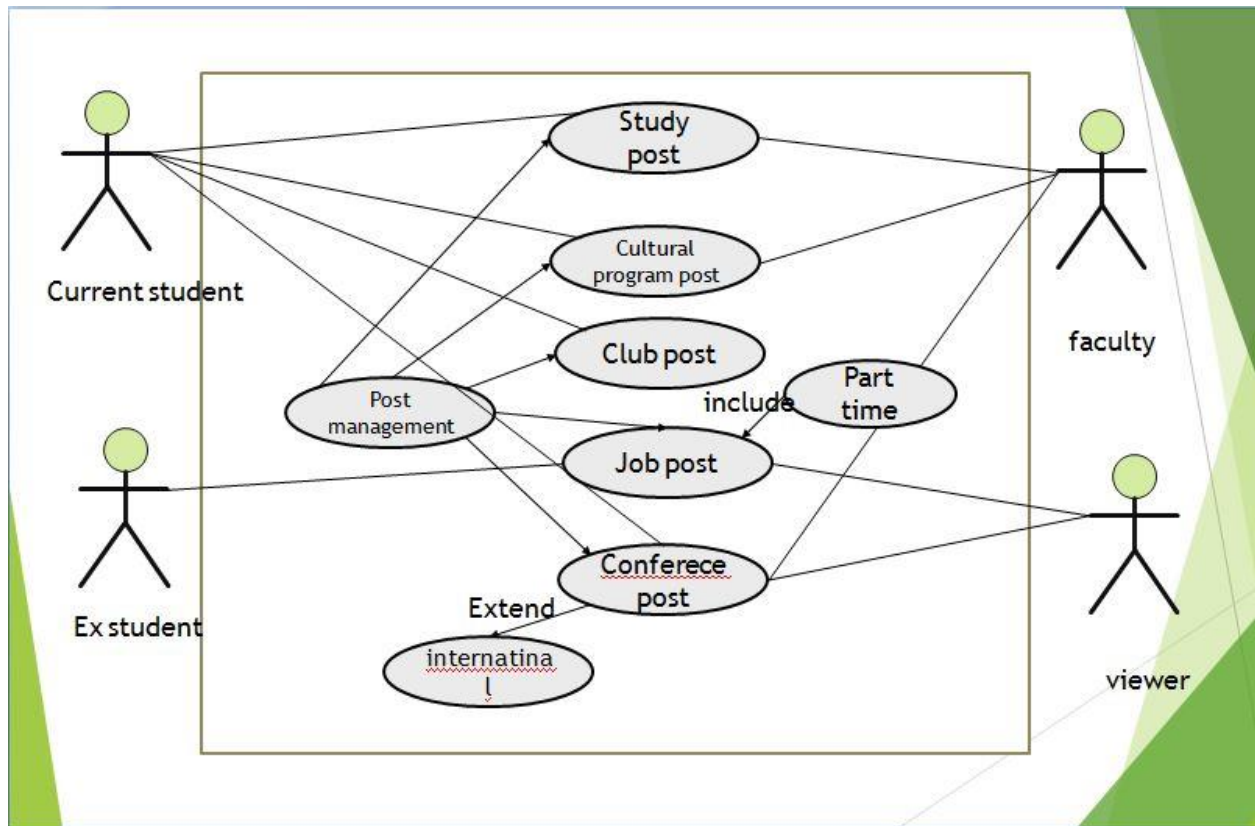 Study
post
Current student
Cultural
program post
Club post
faculty
Part
time
include
Post
management
Job post
Ex student
Conferece
post
Extend
internatina
l
viewer